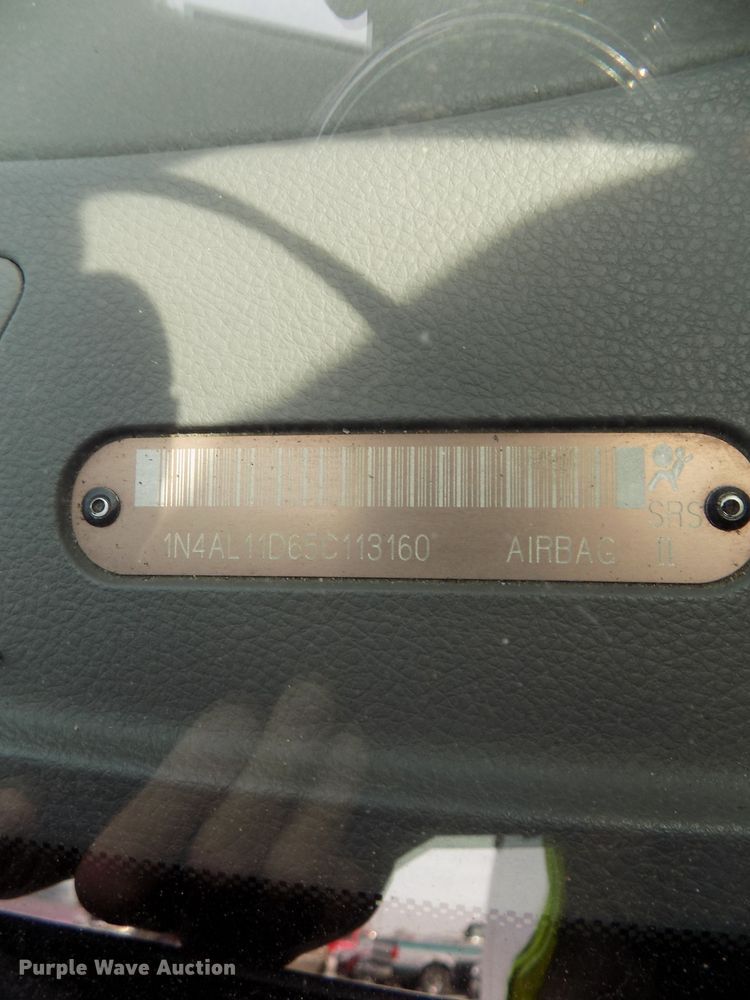 SRS
1N4AL11D65C113160 AIRBAG II
Purple Wave Auction